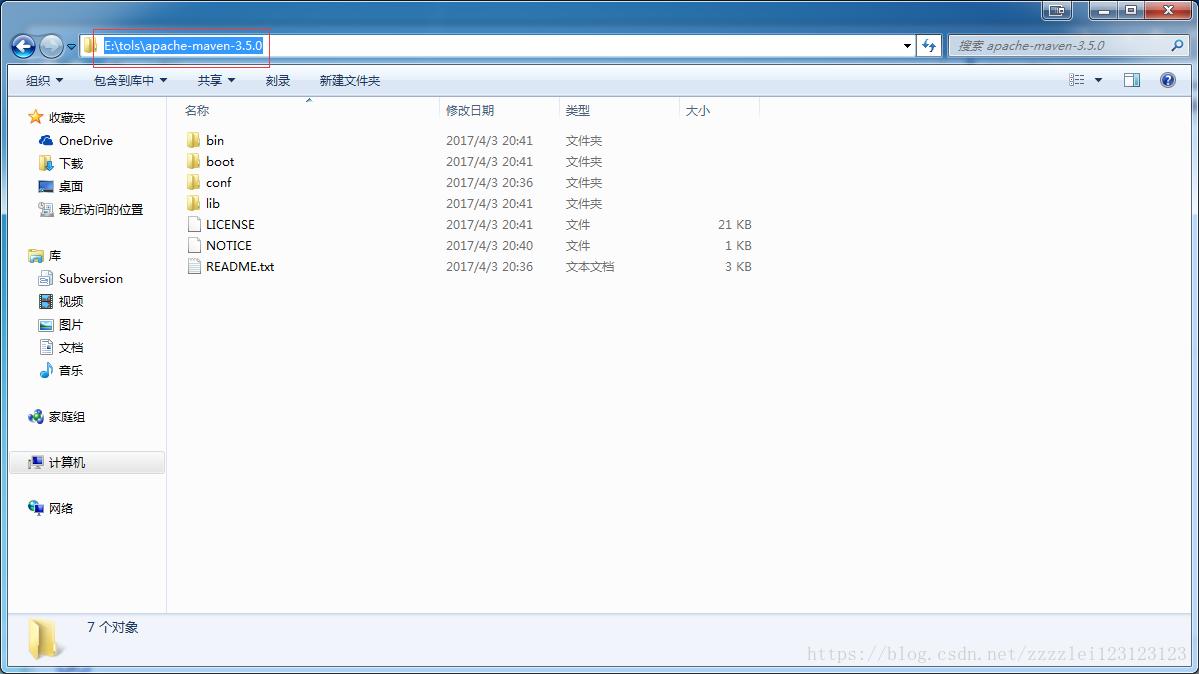 E:\tols\apache-maven-3.5.0
搜索 apache-maven-3.5.0
组织 包含到库中 共享 刻录 新建文件夹
名称 修改日期 类型 大小
收藏夹
OneDrive
下载
桌面
最近访问的位置
库
Subversion
视频
图片
文档
音乐
家庭组
计算机
网络
bin 2017/4/3 20:41 文件夹
boot 2017/4/3 20:41 文件夹
conf 2017/4/3 20:36 文件夹
lib 2017/4/3 20:41 文件夹
LICENSE 2017/4/3 20:41 文件 21 KB
NOTICE 2017/4/3 20:40 文件 1 KB
README.txt 2017/4/3 20:36 文本文档 3 KB
7 个对象
https://blog.csdn.net/zzzzlei123123123